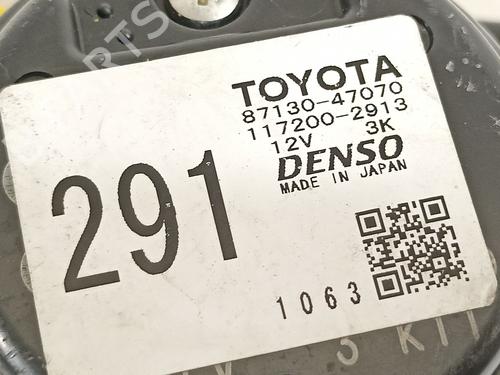 TOYOTA
87130-47070
117200-2913
12V 3K
DENSO
MADE IN JAPAN
291
1063